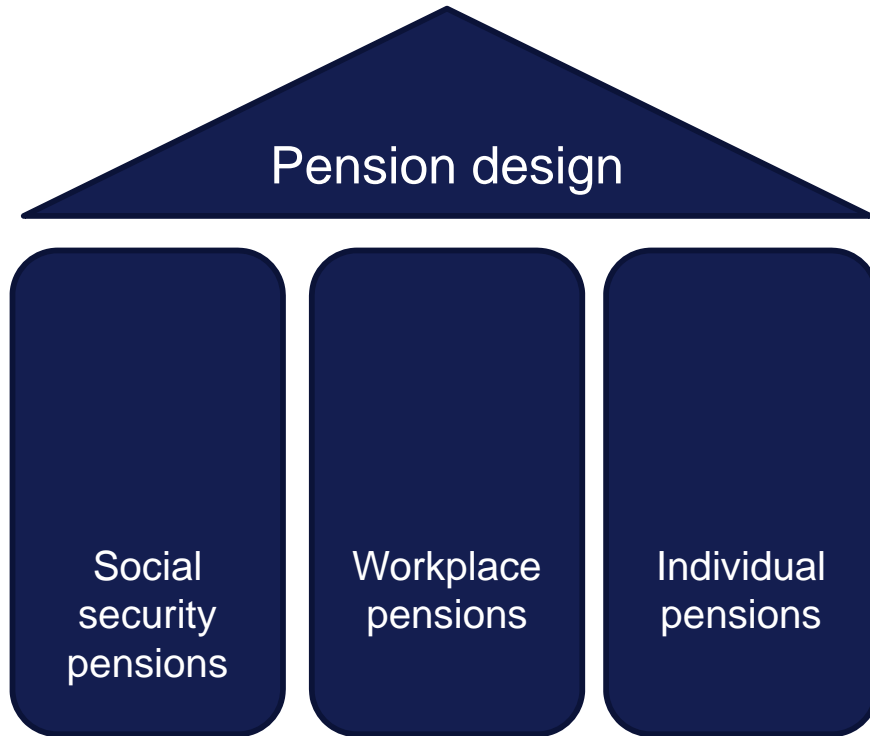 Pension design
Social
security
pensions
Workplace
pensions
Individual
pensions